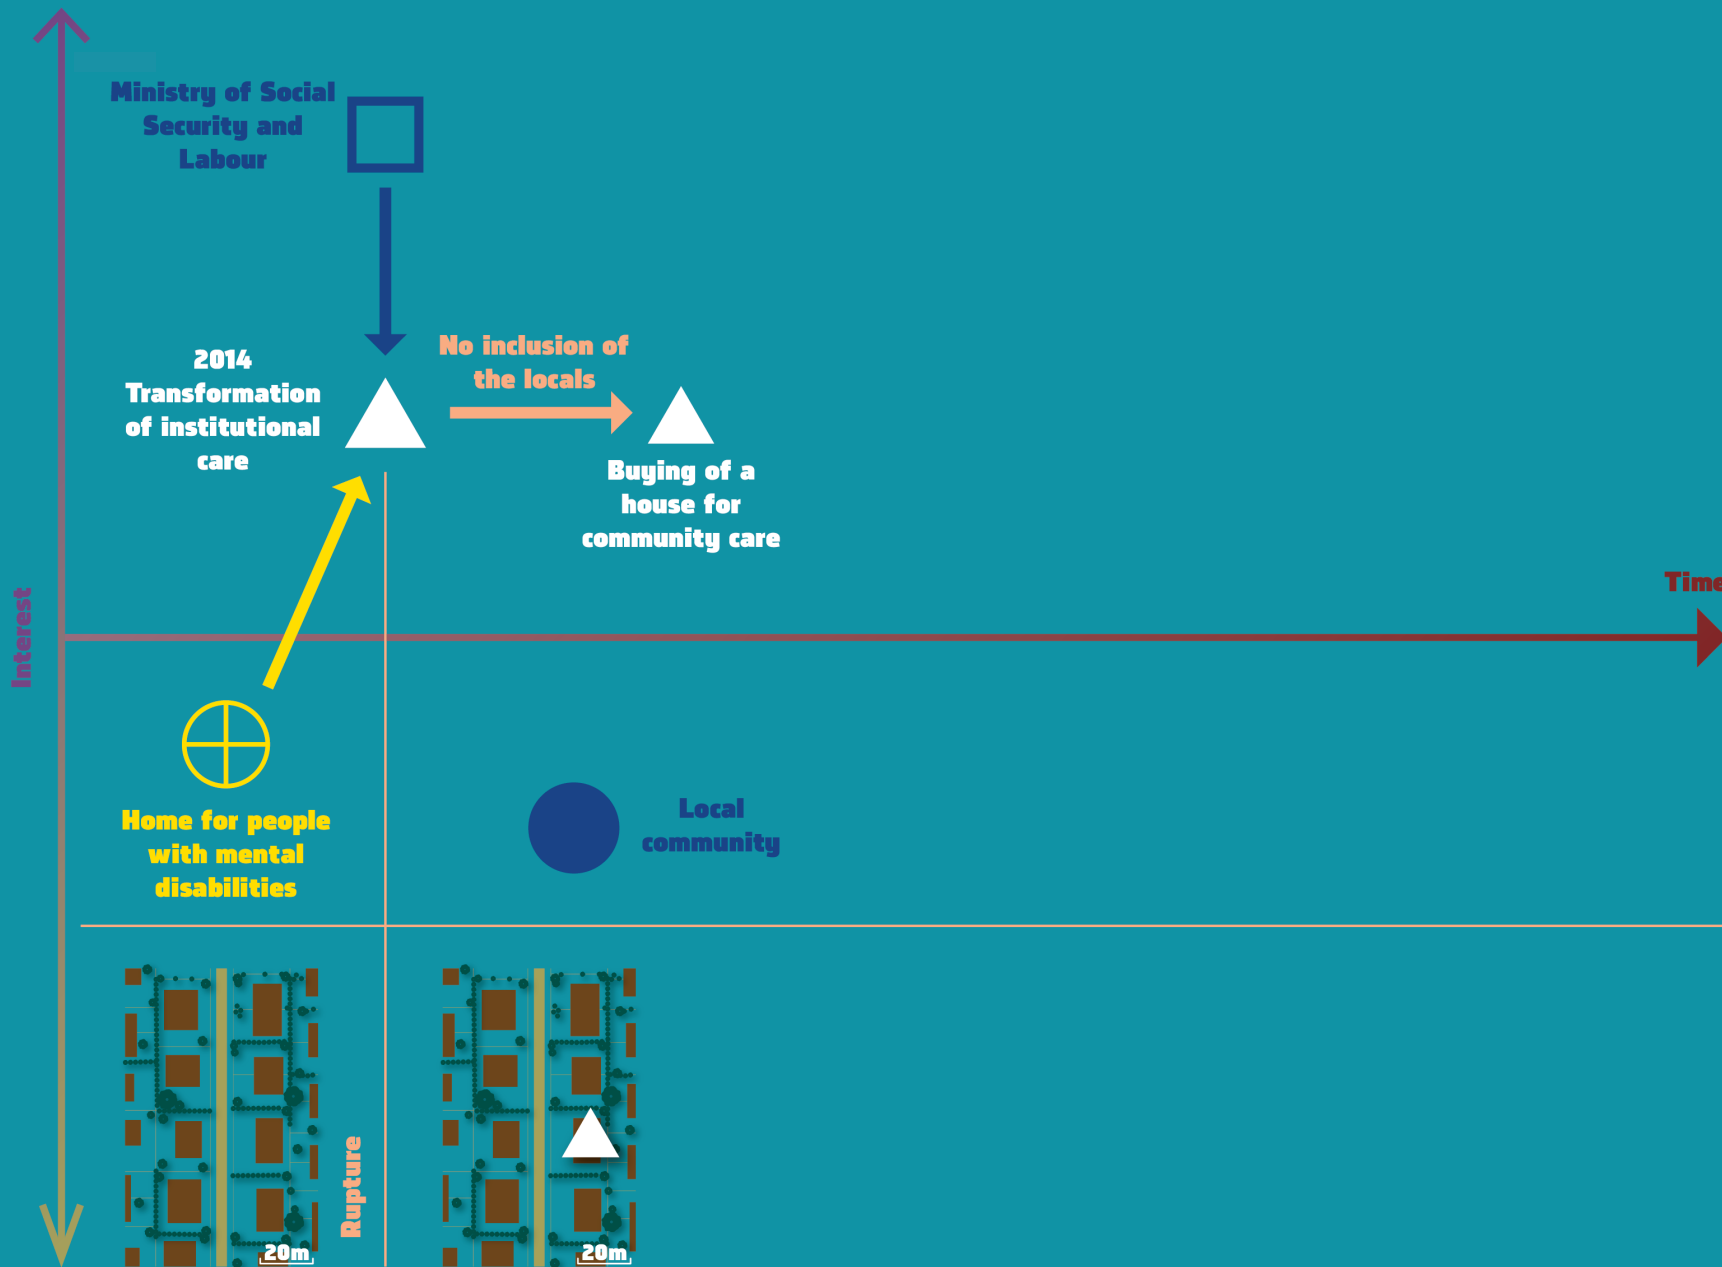 Ministry of Social
Security and
Labour
2014
Transformation
of institutional
care
No inclusion of
the locals
Buying of a
house for
community care
Time
Interest
Home for people
with mental
disabilities
Local
community
Rupture
20m
20m